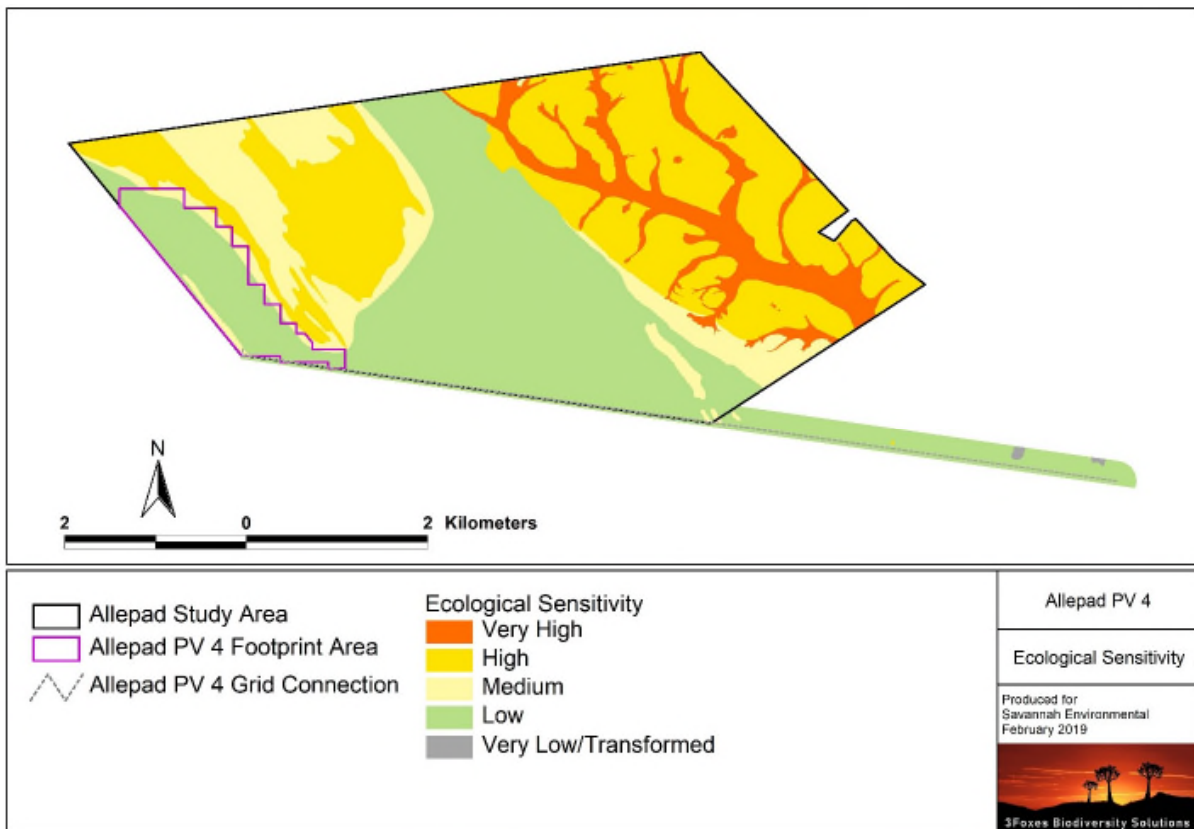 N
2 0 2 Kilometers
Allepad Study Area
Allepad PV 4 Footprint Area
Allepad PV 4 Grid Connection
Ecological Sensitivity
Very High
High
Medium
Low
Very Low/Transformed
Allepad PV 4
Ecological Sensitivity
Produced for
Savannah Environmental
February 2019
3Foxes Biodiversity Solutions